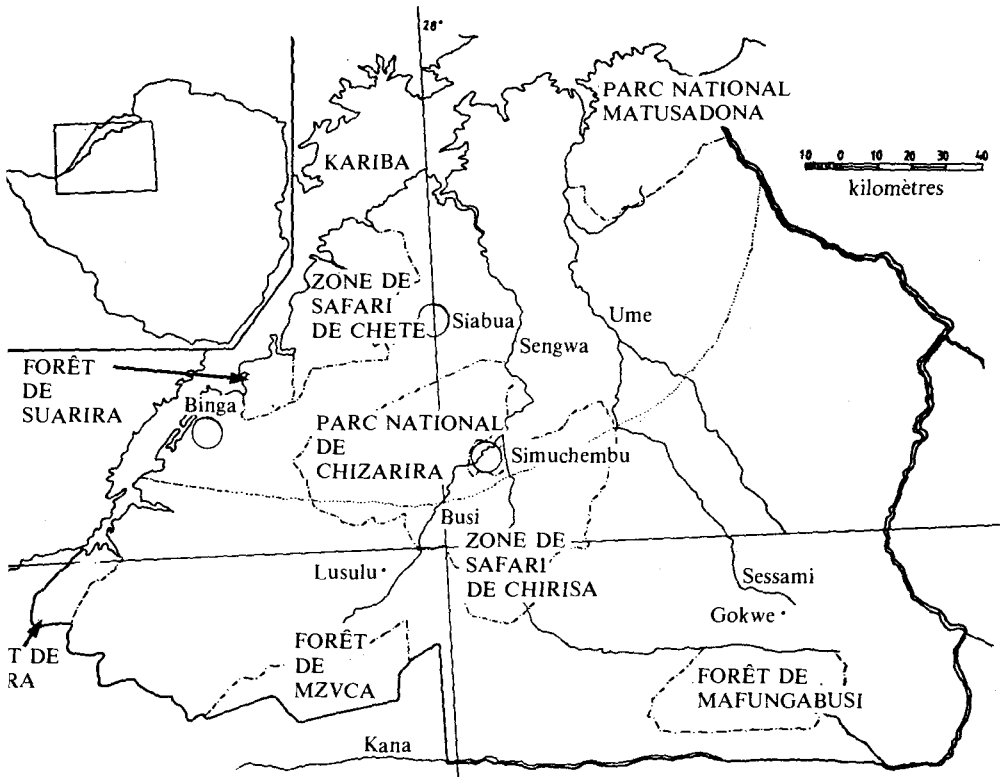 28°
PARC NATIONAL
MATUSADONA
KARIBA
10 0 10 20 30 40
kilomètres
ZONE DE
SAFARI
DE CHETE
Siabua
Ume
Sengwa
FORÊT
DE
SUARIRA
Binga
PARC NATIONAL
DE
CHIZARIRA
Simuchembu
Busi
ZONE DE
SAFARI
DE CHIRISA
Lusulu
Sessami
Gokwe
FORÊT
DE
MZVCA
T DE
RA
FORÊT DE
MAFUNGABUSI
Kana